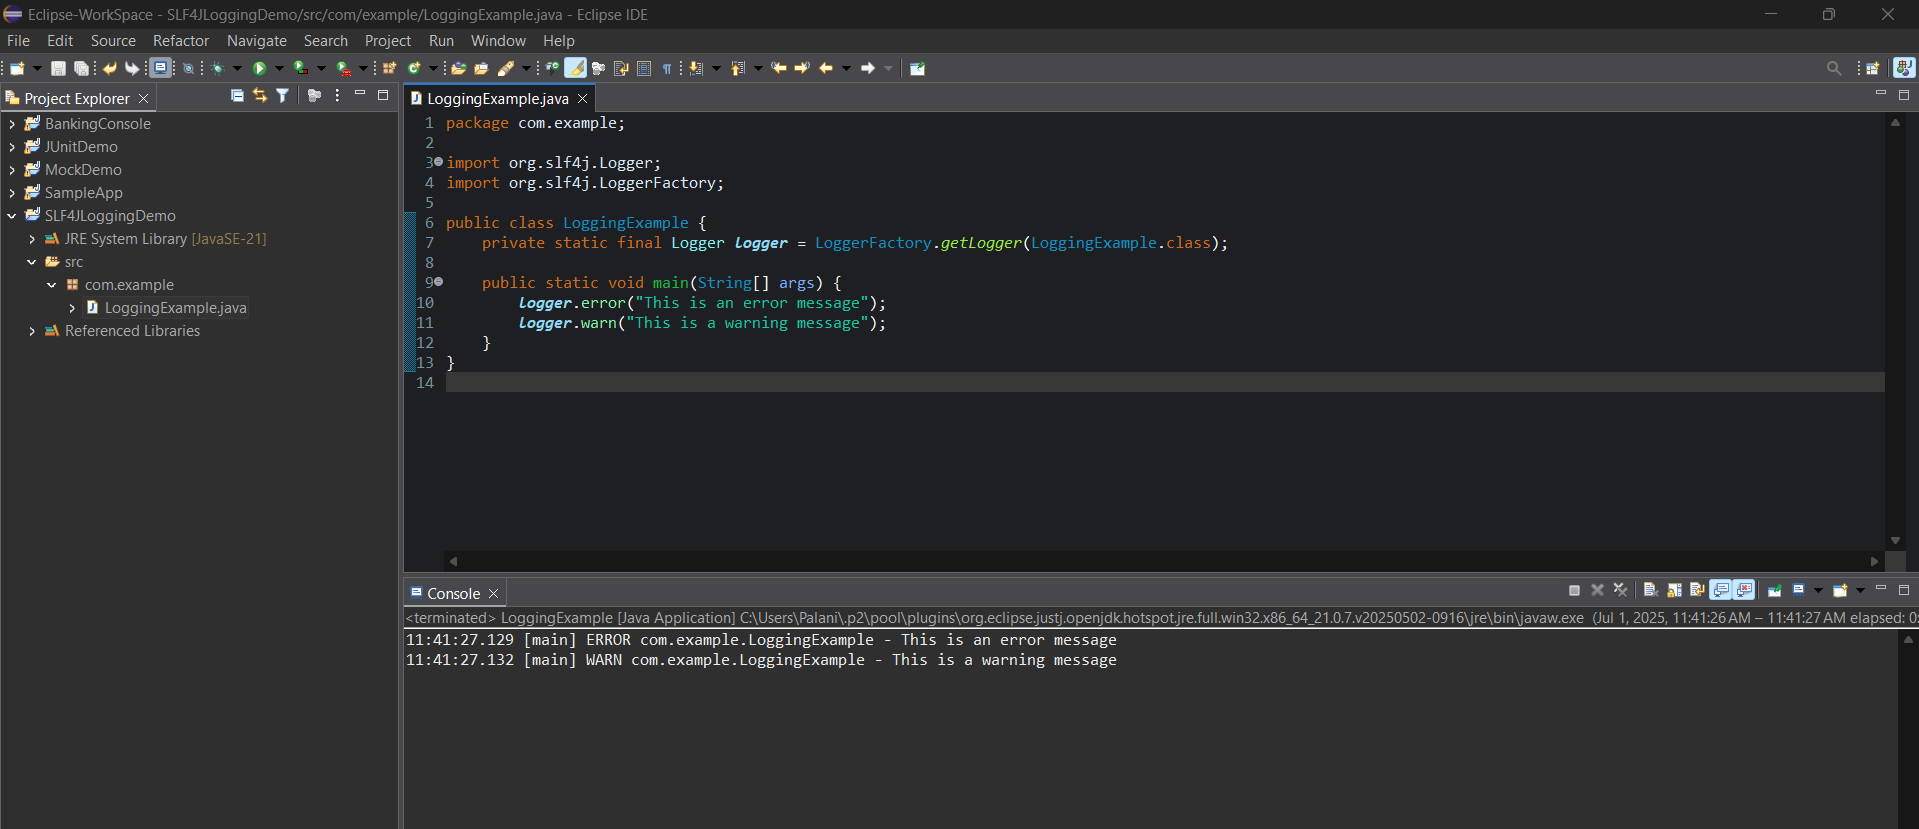 Eclipse-WorkSpace - SLF4JLoggingDemo/src/com/example/LoggingExample.java - Eclipse IDE
File Edit Source Refactor Navigate Search Project Run Window Help
Project Explorer
BankingConsole
JUnitDemo
MockDemo
SampleApp
SLF4JLoggingDemo
JRE System Library [JavaSE-21]
src
com.example
LoggingExample.java
Referenced Libraries
LoggingExample.java
1 package com.example;
2
3 import org.slf4j.Logger;
4 import org.slf4j.LoggerFactory;
5
6 public class LoggingExample {
7     private static final Logger logger = LoggerFactory.getLogger(LoggingExample.class);
8
9     public static void main(String[] args) {
10         logger.error("This is an error message");
11         logger.warn("This is a warning message");
12     }
13 }
14
Console
<terminated> LoggingExample [Java Application] C:\Users\Palani\.p2\pool\plugins\org.eclipse.justj.openjdk.hotspot.jre.full.win32.x86_64_21.0.7.v20250502-0916\jre\bin\javaw.exe (Jul 1, 2025, 11:41:26 AM – 11:41:27 AM elapsed: 0:
11:41:27.129 [main] ERROR com.example.LoggingExample - This is an error message
11:41:27.132 [main] WARN com.example.LoggingExample - This is a warning message